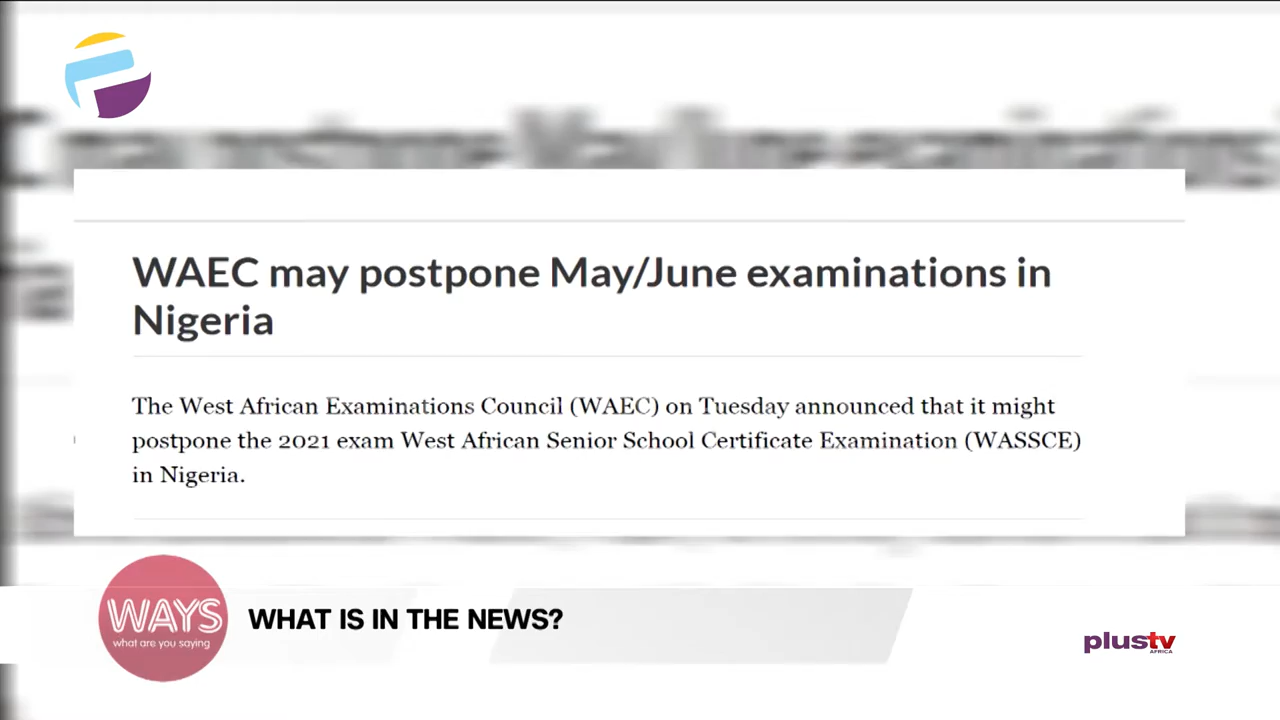 WAEC may postpone May/June examinations in
Nigeria
The West African Examinations Council (WAEC) on Tuesday announced that it might
postpone the 2021 exam West African Senior School Certificate Examination (WASSCE)
in Nigeria.
WAYS
what are you saying
WHAT IS IN THE NEWS?
plustv
AFRICA